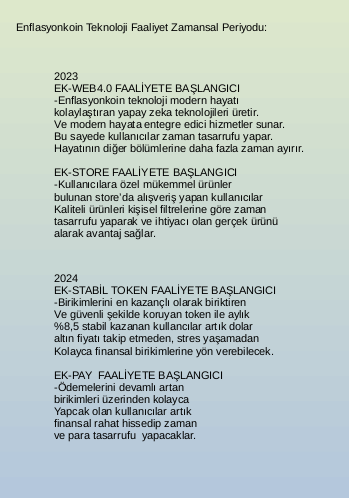 Enflasyonkoin Teknoloji Faaliyet Zamansal Periyodu:
2023
EK-WEB4.0 FAALİYETE BAŞLANGICI
-Enflasyonkoin teknoloji modern hayatı
kolaylaştıran yapay zeka teknolojileri üretir.
Ve modern hayata entegre edici hizmetler sunar.
Bu sayede kullanıcılar zaman tasarrufu yapar.
Hayatının diğer bölümlerine daha fazla zaman ayırır.
EK-STORE FAALİYETE BAŞLANGICI
-Kullanıcılara özel mükemmel ürünler
bulunan store'da alışveriş yapan kullanıcılar
Kaliteli ürünleri kişisel filtrelerine göre zaman
tasarrufu yaparak ve ihtiyacı olan gerçek ürünü
alarak avantaj sağlar.
2024
EK-STABİL TOKEN FAALİYETE BAŞLANGICI
-Birikimlerini en kazançlı olarak biriktiren
Ve güvenli şekilde koruyan token ile aylık
%8,5 stabil kazanan kullanıcılar artık dolar
altın fiyatı takip etmeden, stres yaşamadan
Kolayca finansal birikimlerine yön verebilecek.
EK-PAY  FAALİYETE BAŞLANGICI
-Ödemelerini devamlı artan
birikimleri üzerinden kolayca
Yapcak olan kullanıcılar artık
finansal rahat hissedip zaman
ve para tasarrufu  yapacaklar.